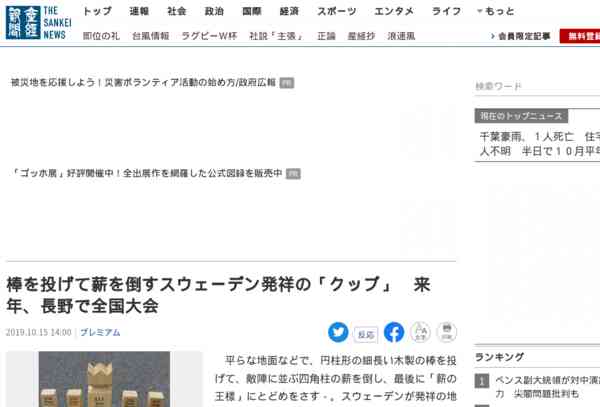 産経新聞
THE SANKEI NEWS
トップ 速報 社会 政治 国際 経済 スポーツ エンタメ ライフ もっと
即位の礼 台風情報 ラグビーW杯 社説「主張」 正論 産経抄 浪速風
会員限定記事 無料登録
被災地を応援しよう！災害ボランティア活動の始め方/政府広報 PR
検索ワード
現在のトップニュース
千葉豪雨、１人死亡　住宅
人不明　半日で１０月平年
「ゴッホ展」好評開催中！全出展作を網羅した公式図録を販売中 PR
棒を投げて薪を倒すスウェーデン発祥の「クッブ」　来
年、長野で全国大会
2019.10.15 14:00 プレミアム
反応
文字
印刷
平らな地面などで、円柱形の細長い木製の棒を投
げて、敵陣に並ぶ四角柱の薪を倒し、最後に「薪の
王様」にとどめをさす－。スウェーデンが発祥の地
ランキング
1 ペンス副大統領が対中演
力　尖閣問題批判も